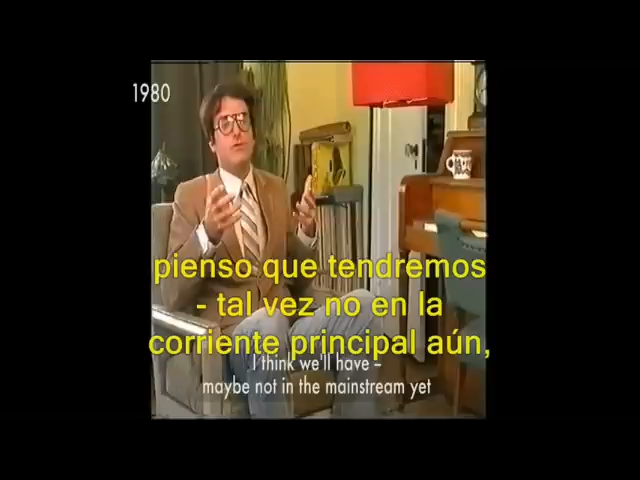 1980
pienso que tendremos
- tal vez no en la
corriente principal aún,
I think we'll have –
maybe not in the mainstream yet